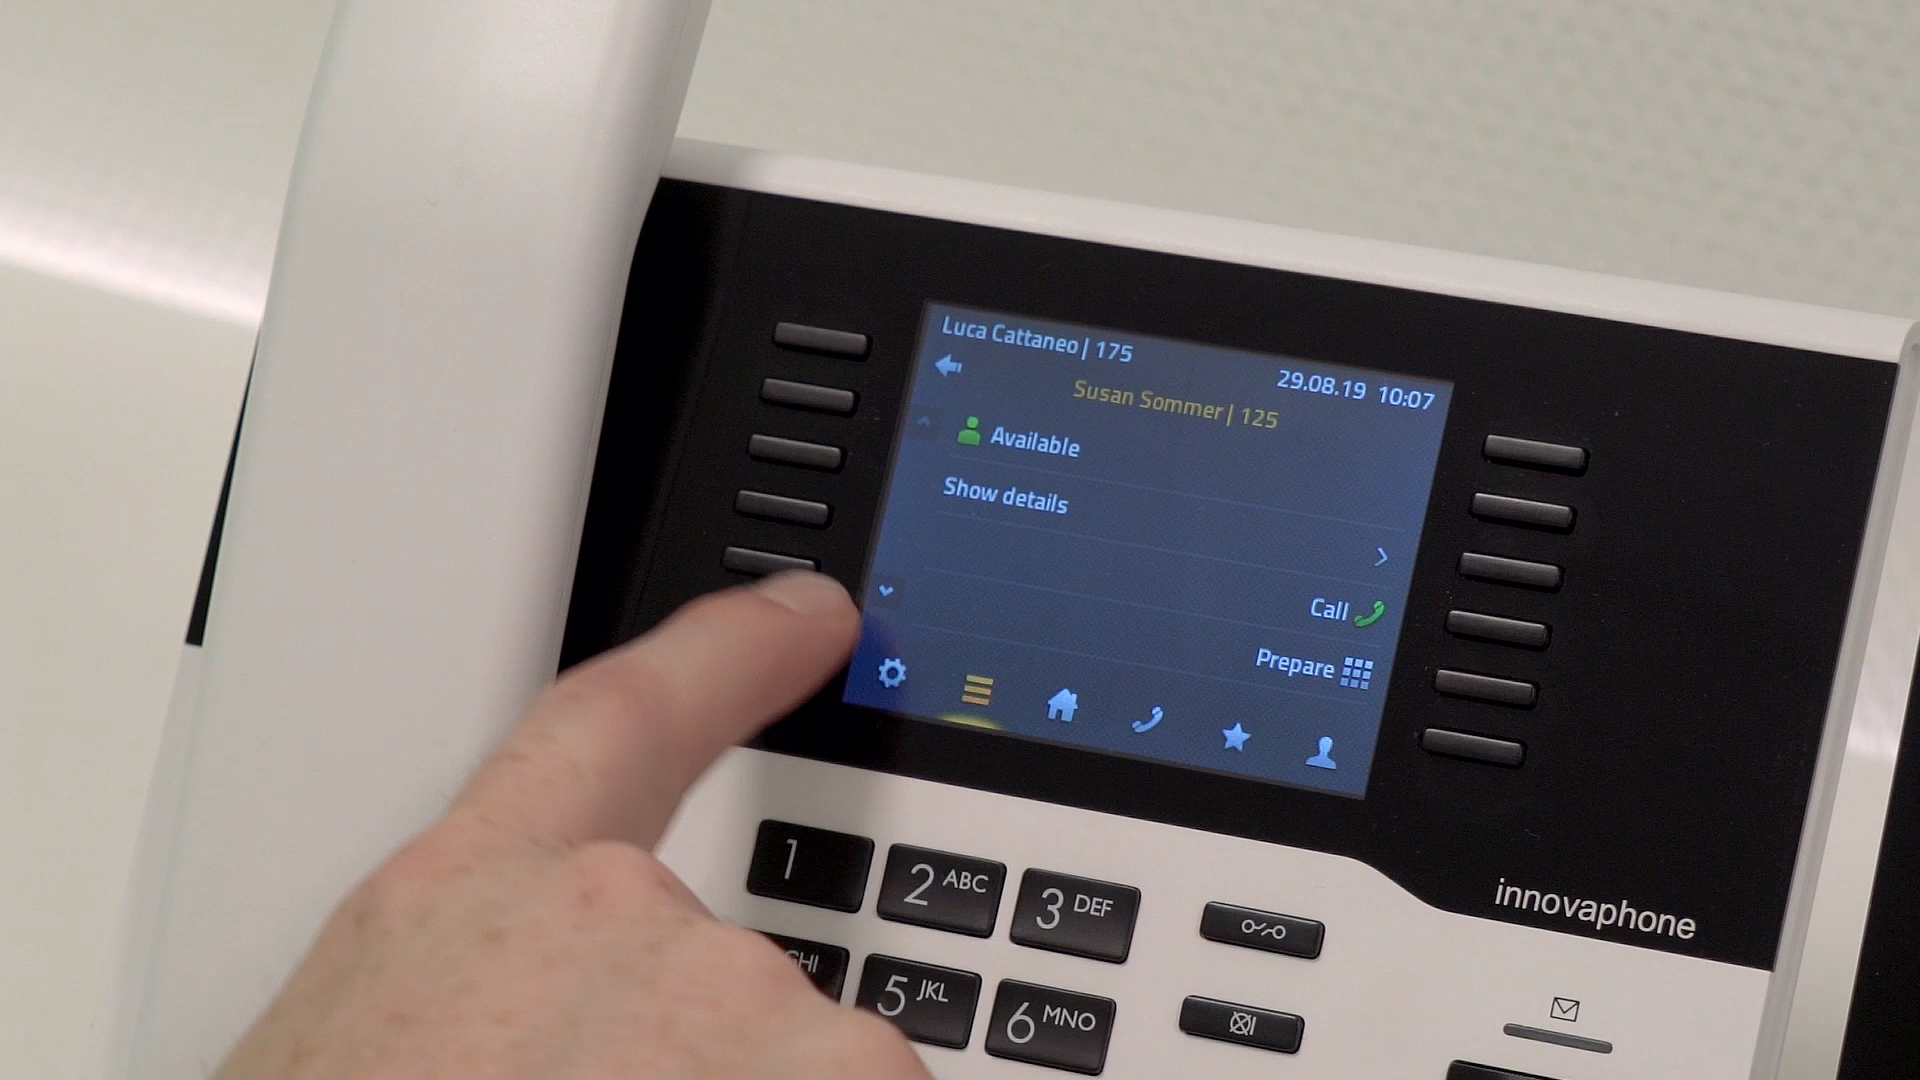 Luca Cattaneo | 175
29.08.19 10:07
Susan Sommer | 125
Available
Show details
Call
Prepare
innovaphone
1
2 ABC
3 DEF
GHI
5 JKL
6 MNO